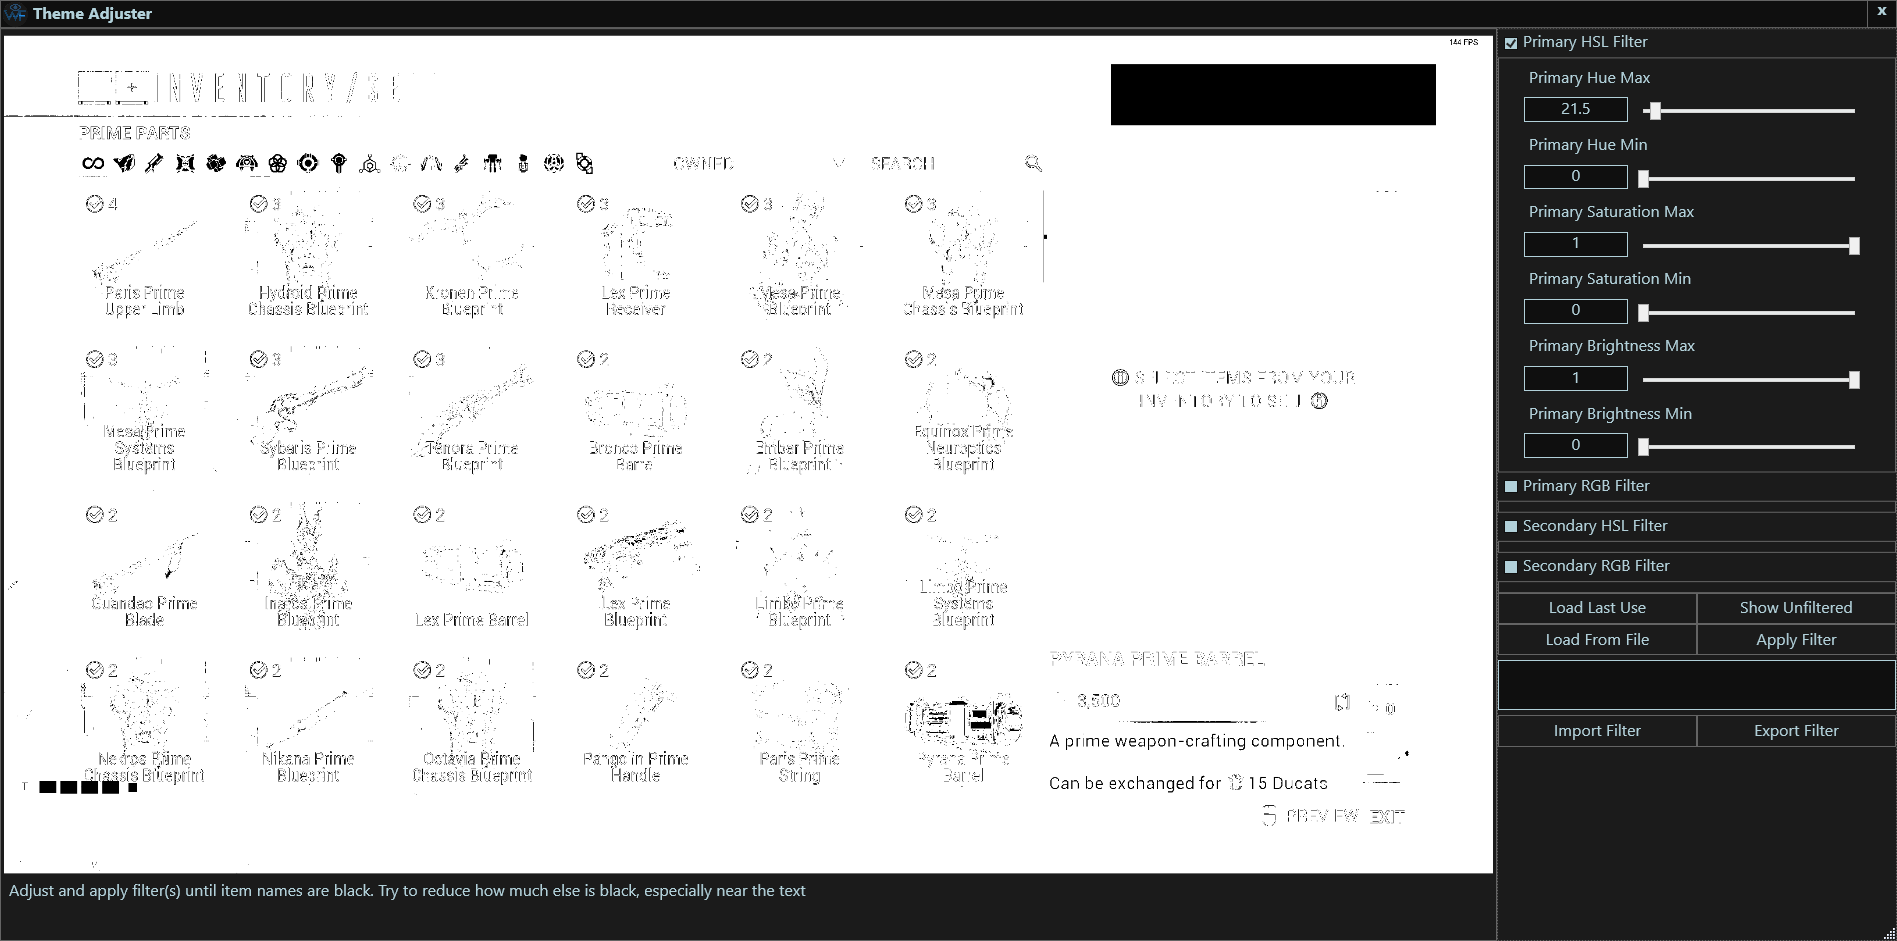 Theme Adjuster
x
144 FPS
INVENTORY/SE
PRIME PARTS
OWNED
SEARCH
4
3
3
3
3
3
Paris Prime
Upper Limb
Hydroid Prime
Chassis Blueprint
Kronen Prime
Blueprint
Lex Prime
Receiver
Mesa Prime
Blueprint
Mesa Prime
Chassis Blueprint
3
3
3
2
2
2
Mesa Prime
Systems
Blueprint
Sybaris Prime
Blueprint
Tenora Prime
Blueprint
Bronco Prime
Barrel
Ember Prime
Blueprint
Equinox Prime
Neuroptics
Blueprint
SELECT ITEMS FROM YOUR
INVENTORY TO SELL
2
2
2
2
2
2
Guandao Prime
Blade
Inaros Prime
Blueprint
Lex Prime Barrel
Lex Prime
Blueprint
Limbo Prime
Blueprint
Limbo Prime
Systems
Blueprint
2
2
2
2
2
2
Nekros Prime
Chassis Blueprint
Nikana Prime
Blueprint
Octavia Prime
Chassis Blueprint
Pangolin Prime
Handle
Paris Prime
String
Pyrana Prime
Barrel
PYRANA PRIME BARREL
3,500
A prime weapon-crafting component.
Can be exchanged for 15 Ducats
PREVIEW EXIT
Adjust and apply filter(s) until item names are black. Try to reduce how much else is black, especially near the text
Primary HSL Filter
Primary Hue Max
21.5
Primary Hue Min
0
Primary Saturation Max
1
Primary Saturation Min
0
Primary Brightness Max
1
Primary Brightness Min
0
Primary RGB Filter
Secondary HSL Filter
Secondary RGB Filter
Load Last Use
Show Unfiltered
Load From File
Apply Filter
Import Filter
Export Filter